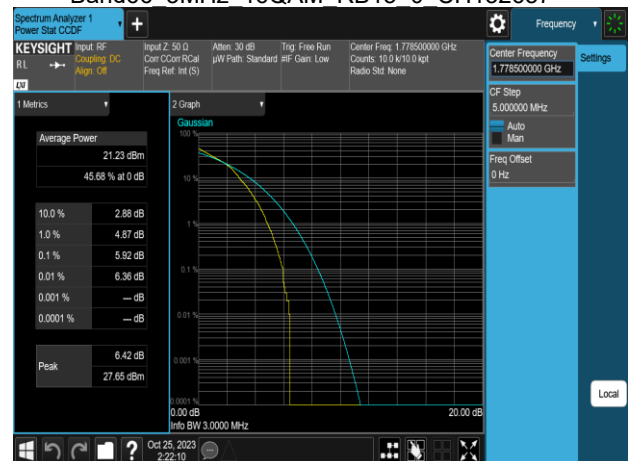 Spectrum Analyzer 1
Power Stat CCDF
Frequency
KEYSIGHT
RL
LXI
Input: RF
Coupling: DC
Align: Off
Input Z: 50 Ω
Corr CCorr RCal
Freq Ref: Int (S)
Atten: 30 dB
µW Path: Standard
Trig: Free Run
#IF Gain: Low
Center Freq: 1.778500000 GHz
Counts: 10.0 k/10.0 kpt
Radio Std: None
Center Frequency
1.778500000 GHz
Settings
CF Step
5.000000 MHz
Auto
Man
Freq Offset
0 Hz
1 Metrics
Average Power
21.23 dBm
45.68 % at 0 dB
10.0 % 2.88 dB
1.0 % 4.87 dB
0.1 % 5.92 dB
0.01 % 6.36 dB
0.001 % --- dB
0.0001 % --- dB
Peak
6.42 dB
27.65 dBm
2 Graph
Gaussian
100 %
10 %
1 %
0.1 %
0.01 %
0.001 %
0.0001 %
0.00 dB
20.00 dB
Info BW 3.0000 MHz
Local
?
Oct 25, 2023
2:22:10